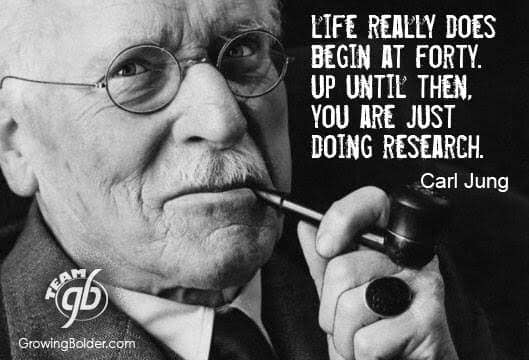 LIFE REALLY DOES
BEGIN AT FORTY.
UP UNTIL THEN,
YOU ARE JUST
DOING RESEARCH.
Carl Jung
TEAM
gb
GrowingBolder.com